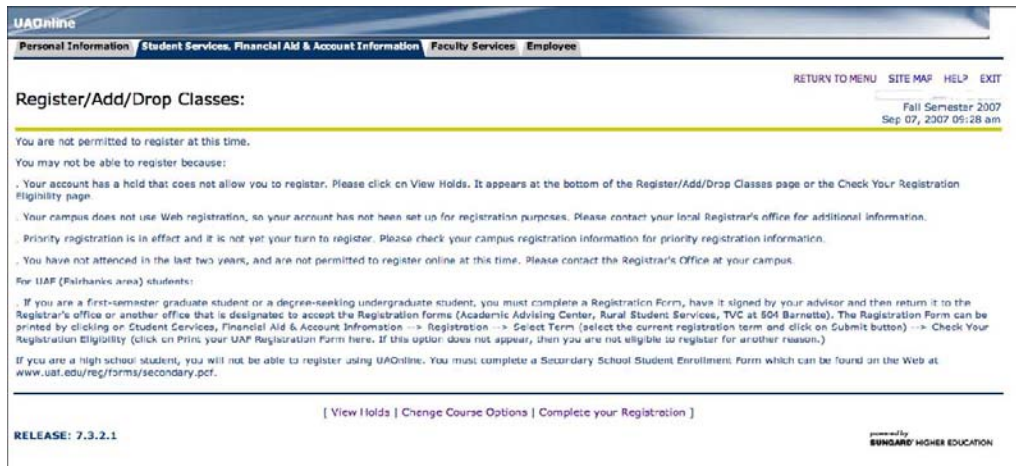 UAOnline
Personal Information Student Services, Financial Aid & Account Information Faculty Services Employee
RETURN TO MENU SITE MAP HELP EXIT
Register/Add/Drop Classes:
Fall Semester 2007
Sep 07, 2007 09:28 am
You are not permitted to register at this time.
You may not be able to register because:
. Your account has a hold that does not allow you to register. Please click on View Holds. It appears at the bottom of the Register/Add/Drop Classes page or the Check Your Registration
Eligibility page.
. Your campus does not use Web registration, so your account has not been set up for registration purposes. Please contact your local Registrar's office for additional information.
. Priority registration is in effect and it is not yet your turn to register. Please check your campus registration information for priority registration information.
. You have not attended in the last two years, and are not permitted to register online at this time. Please contact the Registrar's Office at your campus.
For UAF (Fairbanks area) students:
. If you are a first-semester graduate student or a degree-seeking undergraduate student, you must complete a Registration Form, have it signed by your advisor and then return it to the
Registrar's office or another office that is designated to accept the Registration forms (Academic Advising Center, Rural Student Services, TVC at 604 Barnette). The Registration Form can be
printed by clicking on Student Services, Financial Aid & Account Infromation --> Registration --> Select Term (select the current registration term and click on Submit button) --> Check Your
Registration Eligibility (click on Print your UAF Registration Form here. If this option does not appear, then you are not eligible to register for another reason.)
If you are a high school student, you will not be able to register using UAOnline. You must complete a Secondary School Student Enrollment Form which can be found on the Web at
www.uaf.edu/reg/forms/secondary.pdf.
[ View Holds | Change Course Options | Complete your Registration ]
RELEASE: 7.3.2.1
powered by
SUNGARD' HIGHER EDUCATION